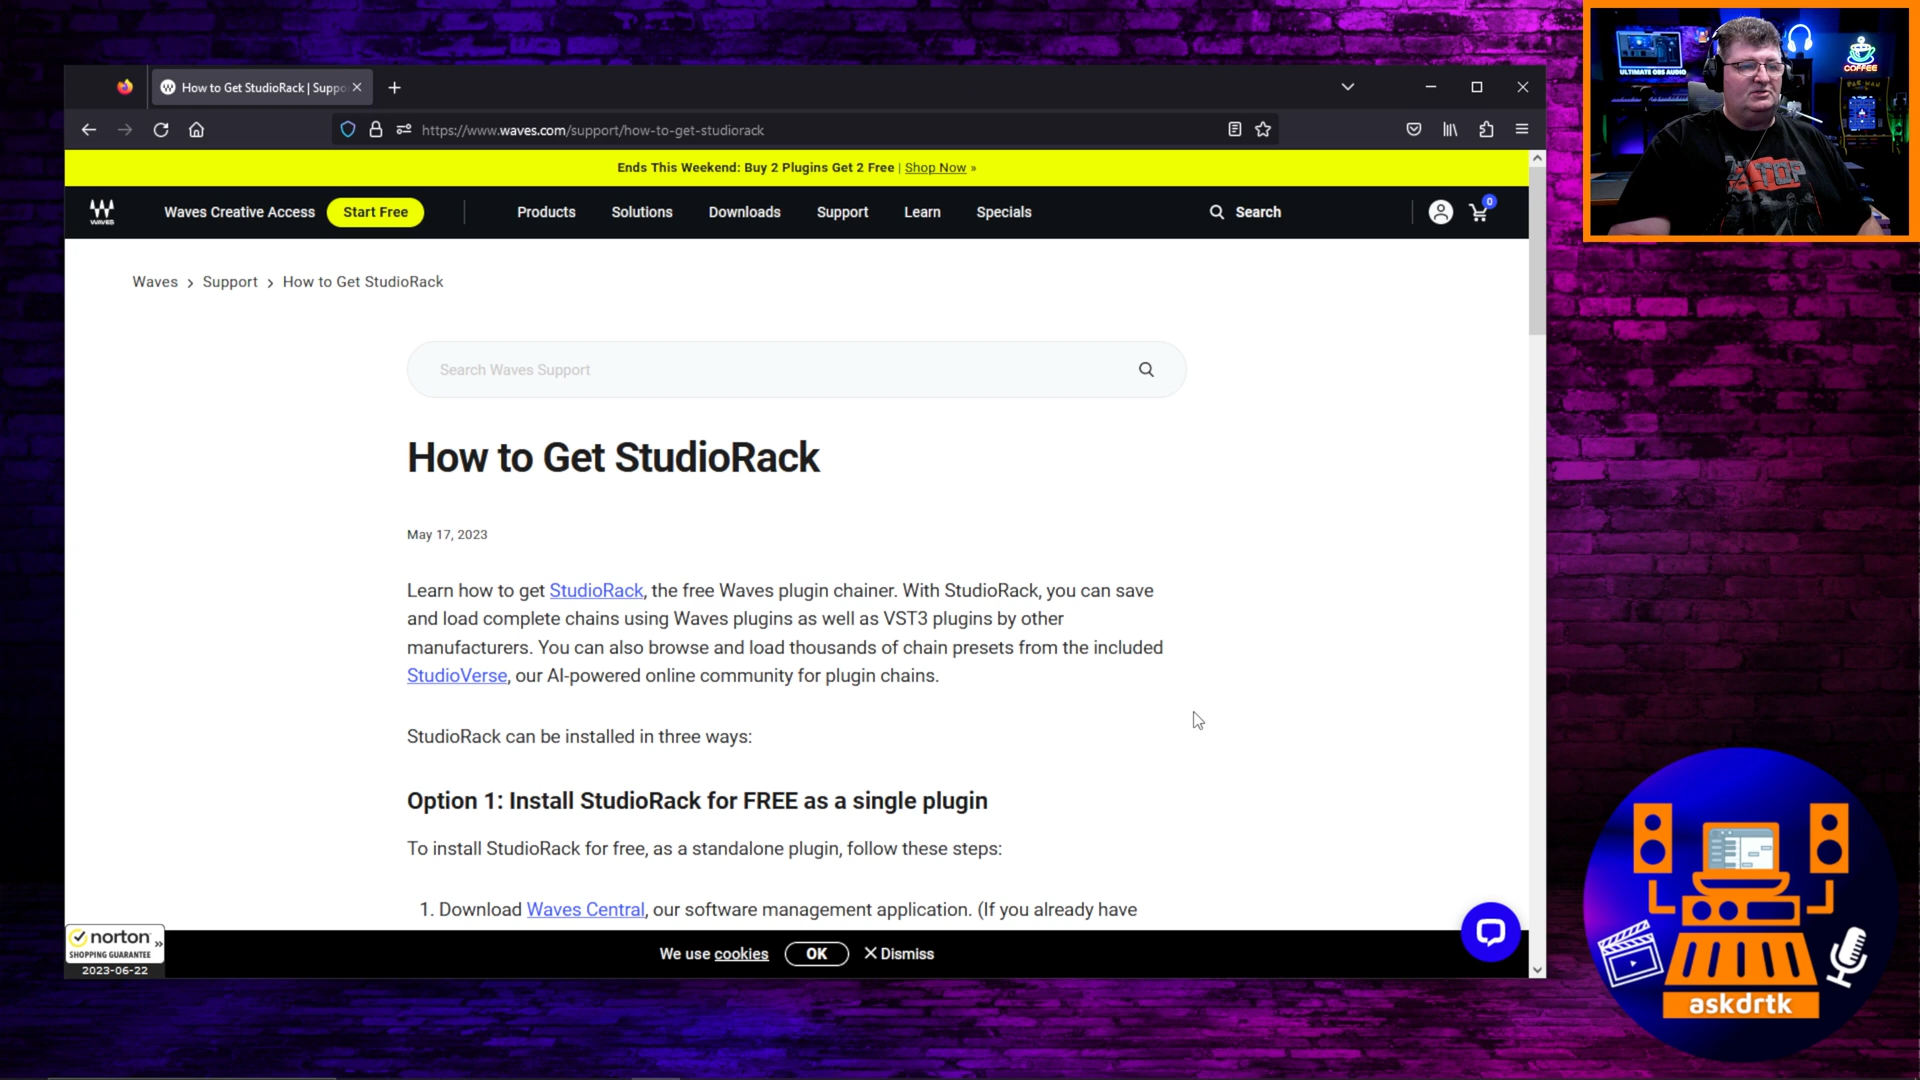 How to Get StudioRack | Suppo
https://www.waves.com/support/how-to-get-studiorack
Ends This Weekend: Buy 2 Plugins Get 2 Free | Shop Now »
WAVES
Waves Creative Access
Start Free
Products
Solutions
Downloads
Support
Learn
Specials
Search
0
Waves > Support > How to Get StudioRack
Search Waves Support
How to Get StudioRack
May 17, 2023
Learn how to get StudioRack, the free Waves plugin chainer. With StudioRack, you can save
and load complete chains using Waves plugins as well as VST3 plugins by other
manufacturers. You can also browse and load thousands of chain presets from the included
StudioVerse, our AI-powered online community for plugin chains.
StudioRack can be installed in three ways:
Option 1: Install StudioRack for FREE as a single plugin
To install StudioRack for free, as a standalone plugin, follow these steps:
1. Download Waves Central, our software management application. (If you already have
norton
SHOPPING GUARANTEE
2023-06-22
We use cookies
OK
Dismiss
ULTIMATE OBS AUDIO
COFFEE
PAC-MAN
askdrtk